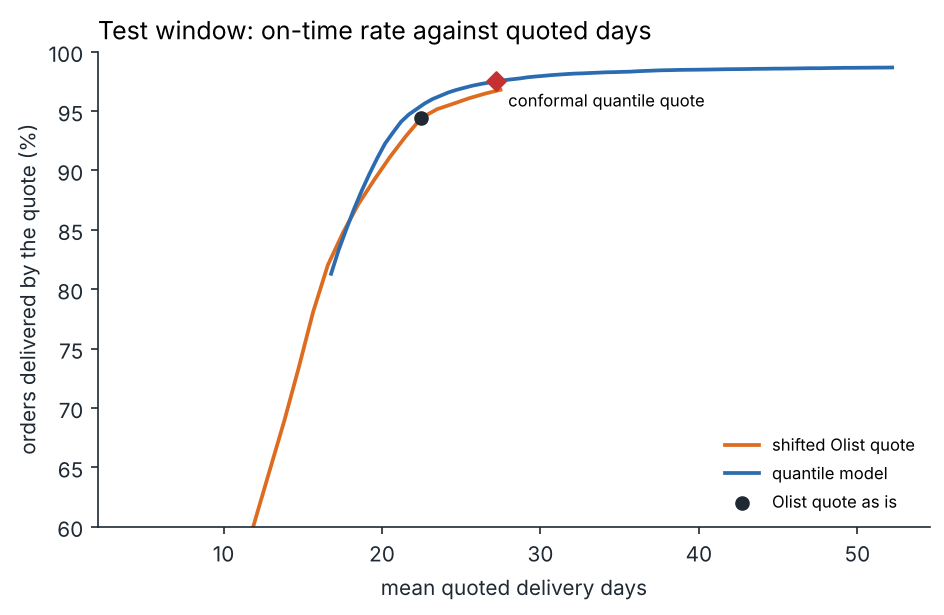 Test window: on-time rate against quoted days
orders delivered by the quote (%)
100
95
90
85
80
75
70
65
60
conformal quantile quote
shifted Olist quote
quantile model
Olist quote as is
10 20 30 40 50
mean quoted delivery days